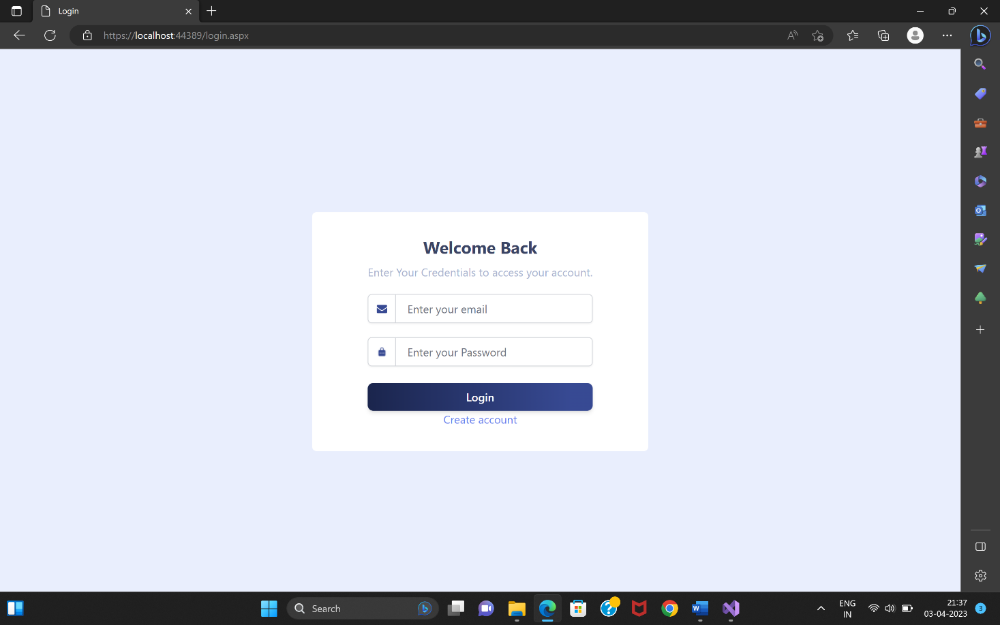 Login
https://localhost:44389/login.aspx
Welcome Back
Enter Your Credentials to access your account.
Enter your email
Enter your Password
Login
Create account
Search
ENG
IN
21:37
03-04-2023
3